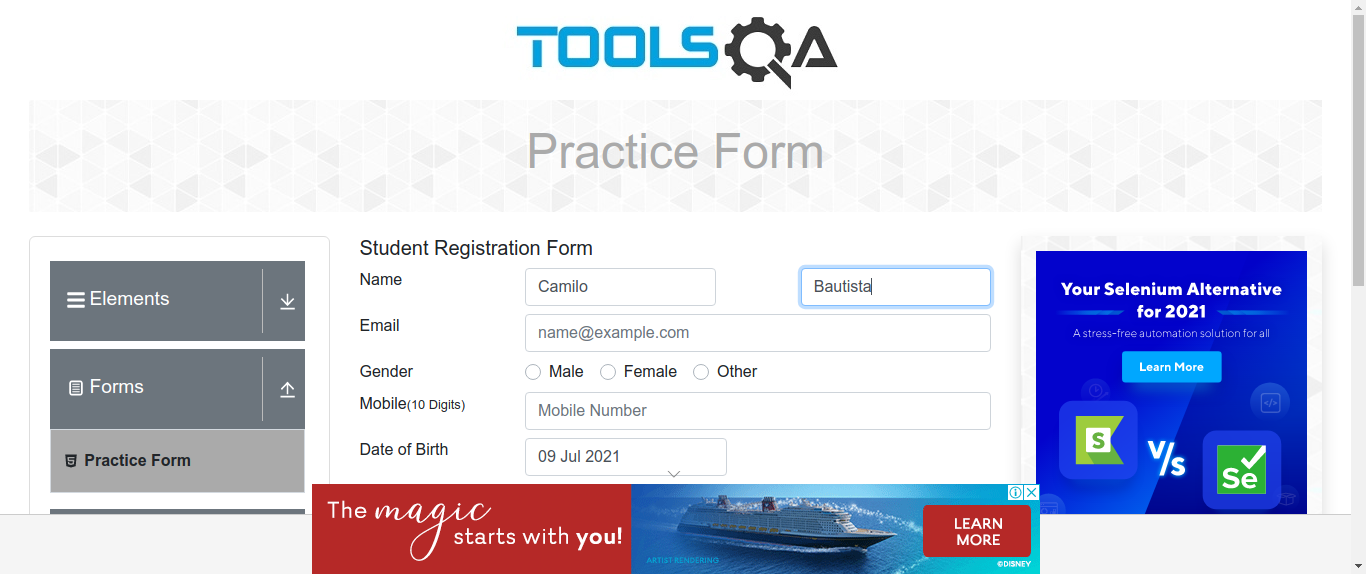 TOOLSQA
Practice Form
Elements
Forms
Practice Form
Student Registration Form
Name
Camilo
Bautista
Email
name@example.com
Gender
Male
Female
Other
Mobile(10 Digits)
Mobile Number
Date of Birth
09 Jul 2021
Your Selenium Alternative
for 2021
A stress-free automation solution for all
Learn More
S
V/s
Se
The magic
starts with you!
ARTIST RENDERING
LEARN
MORE
©DISNEY